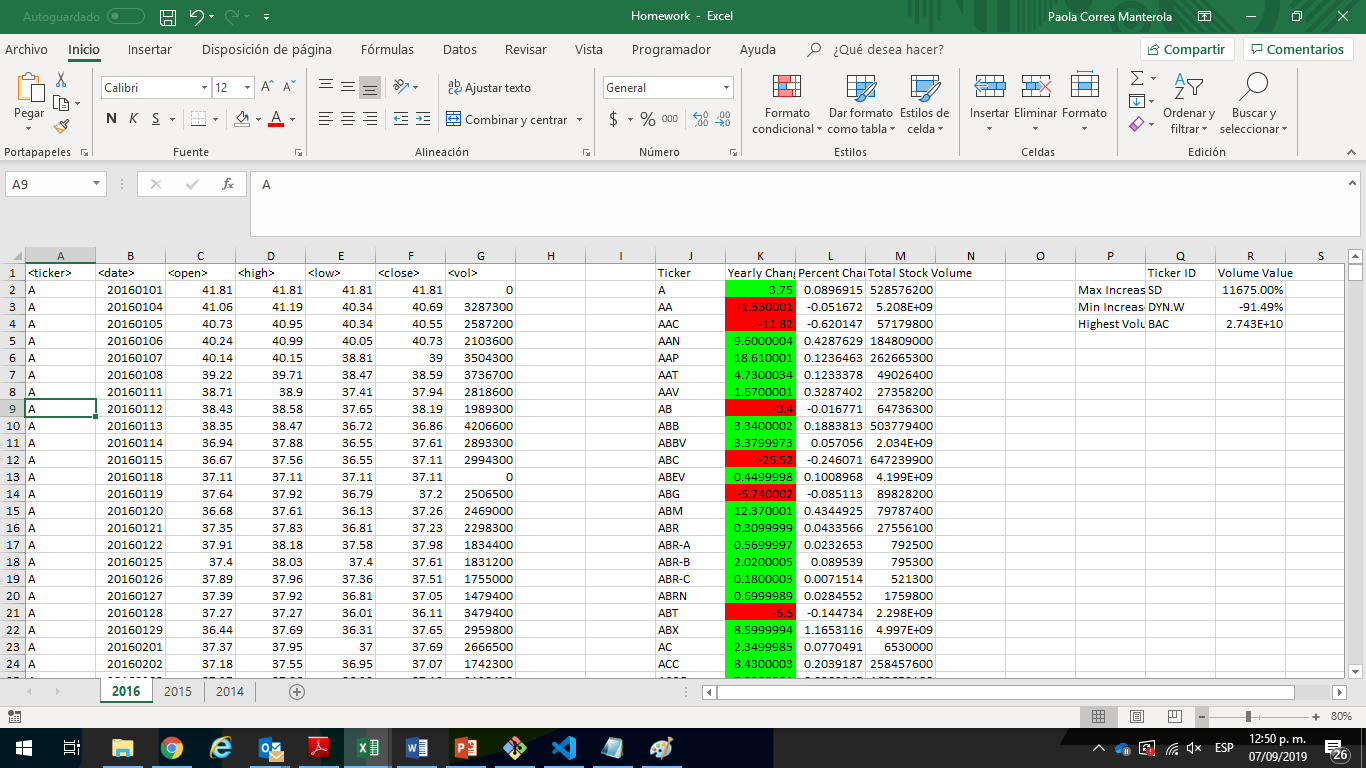 Autoguardado
Homework - Excel
Paola Correa Manterola
Archivo Inicio Insertar Disposición de página Fórmulas Datos Revisar Vista Programador Ayuda ¿Qué desea hacer? Compartir Comentarios
Pegar
Portapapeles
Calibri 12
N K S A
Fuente
Ajustar texto
Combinar y centrar
Alineación
General
$ % 000
Número
Formato condicional
Dar formato como tabla
Estilos de celda
Estilos
Insertar Eliminar Formato
Celdas
Ordenar y filtrar
Buscar y seleccionar
Edición
A9 fx A
A B C D E F G H I J K L M N O P Q R S
1 <ticker> <date> <open> <high> <low> <close> <vol> Ticker Yearly Chang Percent Chan Total Stock Volume Ticker ID Volume Value
2 A 20160101 41.81 41.81 41.81 41.81 0 A 3.75 0.0896915 528576200 Max Increas SD 11675.00%
3 A 20160104 41.06 41.19 40.34 40.69 3287300 AA -1.530001 -0.051672 5.208E+09 Min Increas DYN.W -91.49%
4 A 20160105 40.73 40.95 40.34 40.55 2587200 AAC -11.82 -0.620147 57179800 Highest Volu BAC 2.743E+10
5 A 20160106 40.24 40.99 40.05 40.73 2103600 AAN 9.6000004 0.4287629 184809000
6 A 20160107 40.14 40.15 38.81 39 3504300 AAP 18.610001 0.1236463 262665300
7 A 20160108 39.22 39.71 38.47 38.59 3736700 AAT 4.7300034 0.1233378 49026400
8 A 20160111 38.71 38.9 37.41 37.94 2818600 AAV 1.6700001 0.3287402 27358200
9 A 20160112 38.43 38.58 37.65 38.19 1989300 AB -0.4 -0.016771 64736300
10 A 20160113 38.35 38.47 36.72 36.86 4206600 ABB 3.3400002 0.1883813 503779400
11 A 20160114 36.94 37.88 36.55 37.61 2893300 ABBV 3.3799973 0.057056 2.034E+09
12 A 20160115 36.67 37.56 36.55 37.11 2994300 ABC -25.52 -0.246071 647239900
13 A 20160118 37.11 37.11 37.11 37.11 0 ABEV 0.4499998 0.1008968 4.199E+09
14 A 20160119 37.64 37.92 36.79 37.2 2506500 ABG -5.740002 -0.085113 89828200
15 A 20160120 36.68 37.61 36.13 37.26 2469000 ABM 12.370001 0.4344925 79787400
16 A 20160121 37.35 37.83 36.81 37.23 2298300 ABR 0.3099999 0.0433566 27556100
17 A 20160122 37.91 38.18 37.58 37.98 1834400 ABR-A 0.5699997 0.0232653 792500
18 A 20160125 37.4 38.03 37.4 37.61 1831200 ABR-B 2.0200005 0.089539 795300
19 A 20160126 37.89 37.96 37.36 37.51 1755000 ABR-C 0.1800003 0.0071514 521300
20 A 20160127 37.39 37.92 36.81 37.05 1479400 ABRN 0.6999989 0.0284552 1759800
21 A 20160128 37.27 37.27 36.01 36.11 3479400 ABT -6.5 -0.144734 2.298E+09
22 A 20160129 36.44 37.69 36.31 37.65 2959800 ABX 8.5999994 1.1653116 4.997E+09
23 A 20160201 37.37 37.95 37 37.69 2666500 AC 2.3499985 0.0770491 6530000
24 A 20160202 37.18 37.55 36.95 37.07 1742300 ACC 8.4300003 0.2039187 258457600
2016 2015 2014
80%
ESP
12:50 p. m.
07/09/2019
26